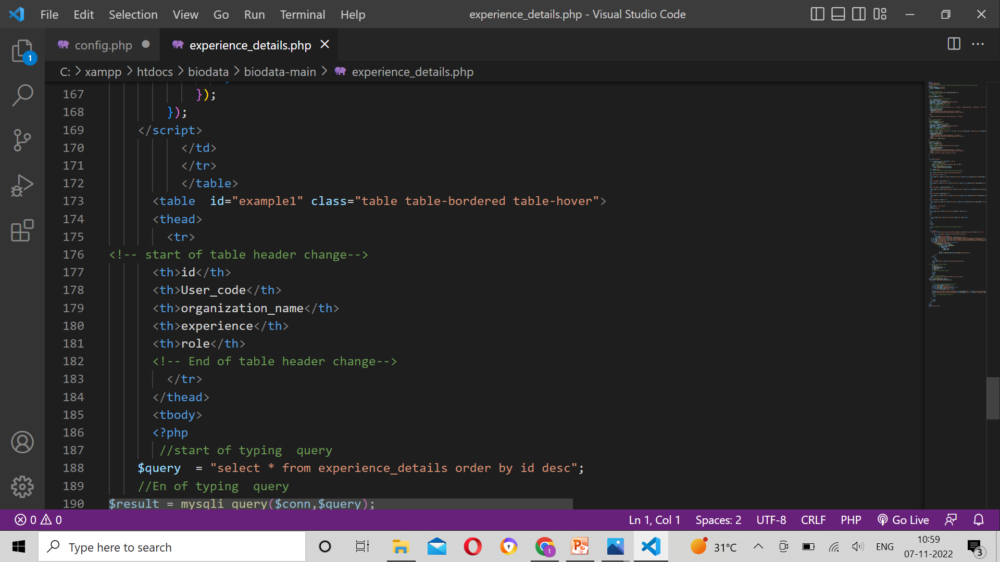 File Edit Selection View Go Run Terminal Help experience_details.php - Visual Studio Code
config.php experience_details.php
1
C: > xampp > htdocs > biodata > biodata-main > experience_details.php
167 });
168 });
169 </script>
170 </td>
171 </tr>
172 </table>
173 <table  id="example1" class="table table-bordered table-hover">
174 <thead>
175 <tr>
176 <!-- start of table header change-->
177 <th>id</th>
178 <th>User_code</th>
179 <th>organization_name</th>
180 <th>experience</th>
181 <th>role</th>
182 <!-- End of table header change-->
183 </tr>
184 </thead>
185 <tbody>
186 <?php
187 //start of typing  query
188 $query  = "select * from experience_details order by id desc";
189 //En of typing  query
190 $result = mysqli_query($conn,$query);
0 0 Ln 1, Col 1 Spaces: 2 UTF-8 CRLF PHP Go Live
Type here to search 31°C ENG 10:59
07-11-2022 3